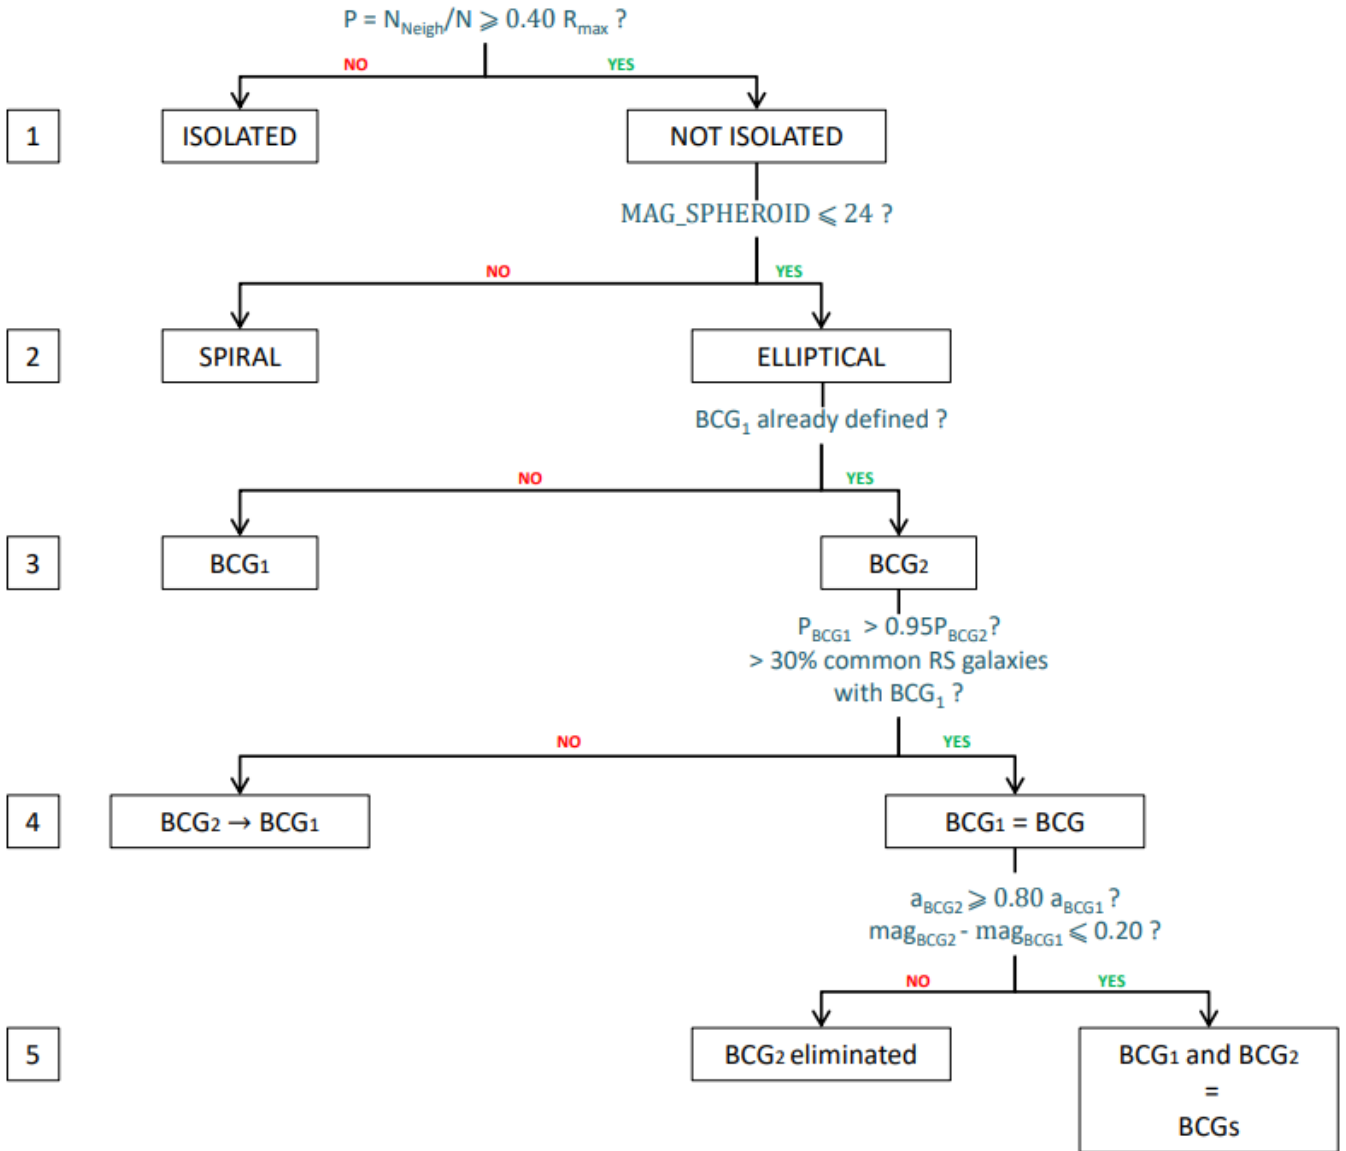 P = N_Neigh/N ⩾ 0.40 R_max ?
NO YES
1 ISOLATED NOT ISOLATED
MAG_SPHEROID ⩽ 24 ?
NO YES
2 SPIRAL ELLIPTICAL
BCG₁ already defined ?
NO YES
3 BCG₁ BCG₂
P_BCG1 > 0.95P_BCG2?
> 30% common RS galaxies
with BCG₁ ?
NO YES
4 BCG₂ → BCG₁ BCG₁ = BCG
a_BCG2 ⩾ 0.80 a_BCG1 ?
mag_BCG2 - mag_BCG1 ⩽ 0.20 ?
NO YES
5 BCG₂ eliminated BCG₁ and BCG₂
=
BCGs